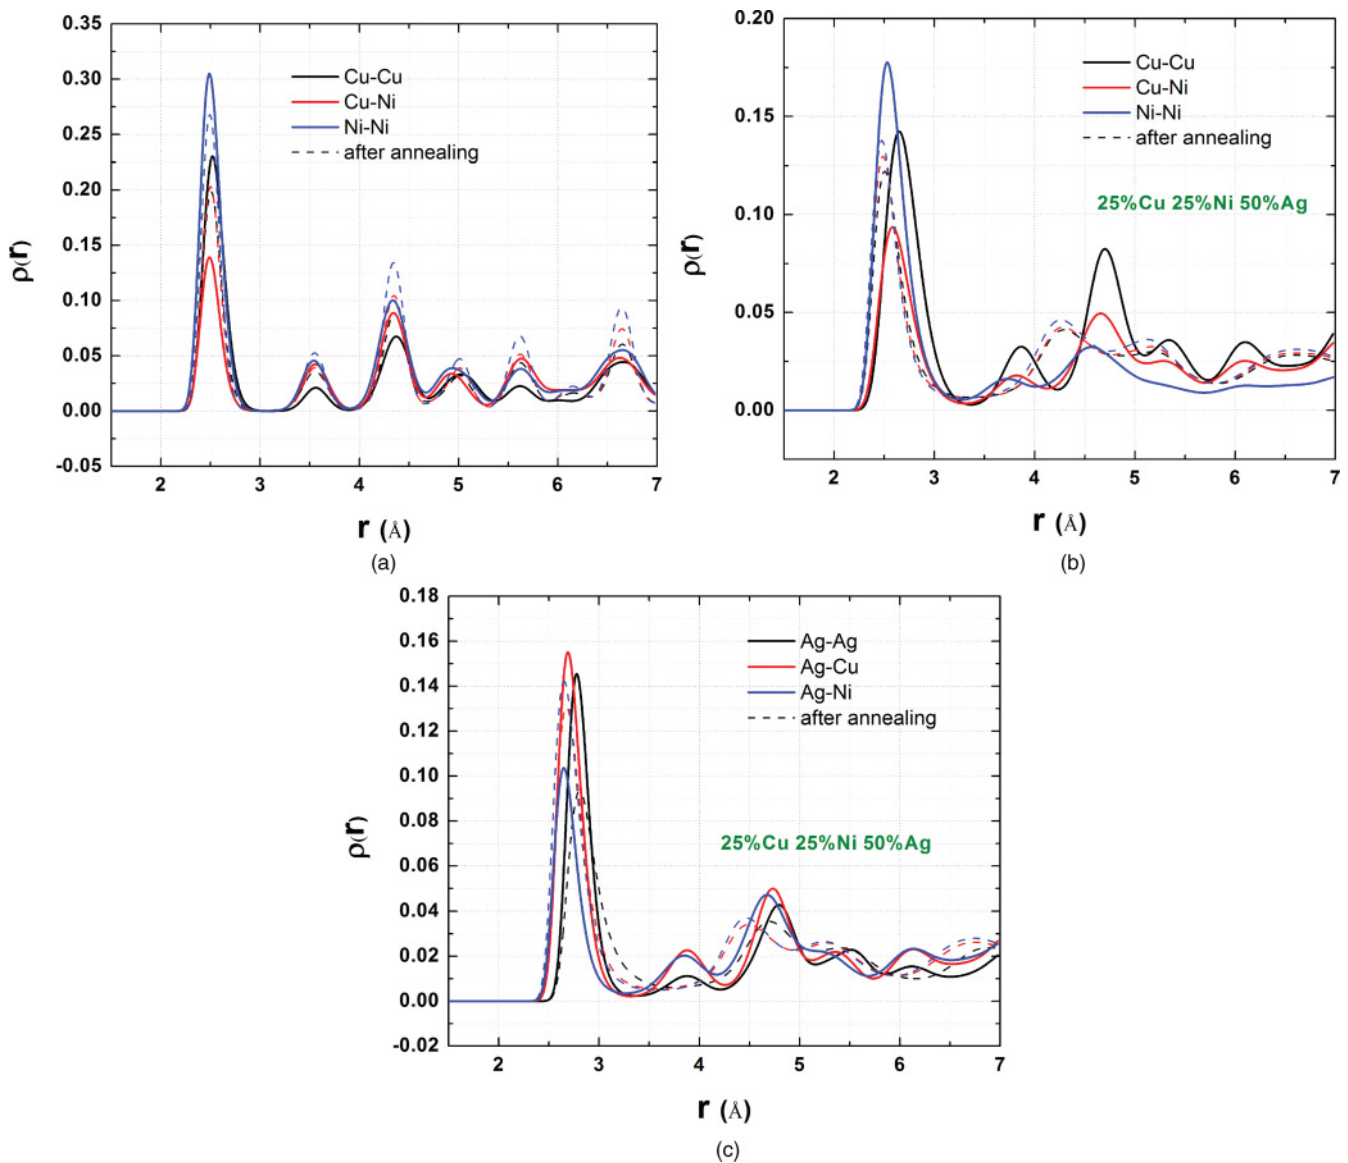 0.35
0.30
0.25
0.20
0.15
0.10
0.05
0.00
-0.05
ρ(r)
Cu-Cu
Cu-Ni
Ni-Ni
after annealing
2 3 4 5 6 7
r (Å)
(a)
0.20
0.15
0.10
0.05
0.00
ρ(r)
Cu-Cu
Cu-Ni
Ni-Ni
after annealing
25%Cu 25%Ni 50%Ag
2 3 4 5 6 7
r (Å)
(b)
0.18
0.16
0.14
0.12
0.10
0.08
0.06
0.04
0.02
0.00
-0.02
ρ(r)
Ag-Ag
Ag-Cu
Ag-Ni
after annealing
25%Cu 25%Ni 50%Ag
2 3 4 5 6 7
r (Å)
(c)